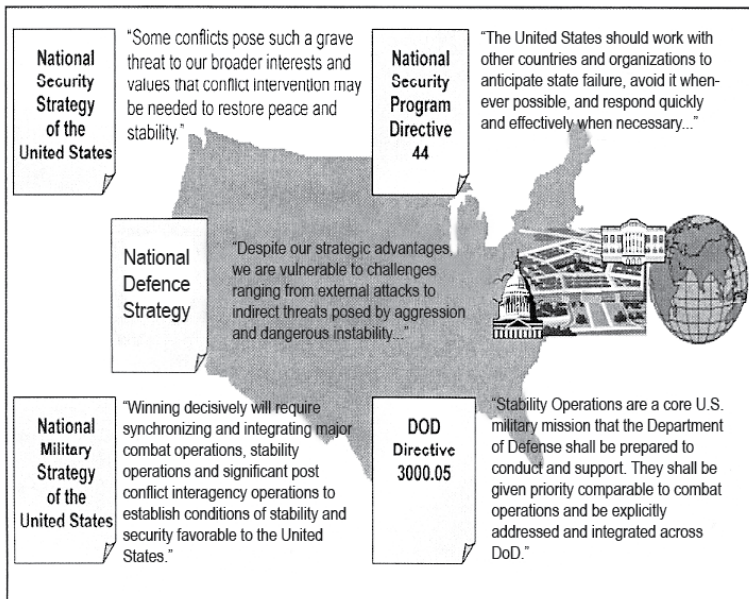 National
Security
Strategy
of the
United States
"Some conflicts pose such a grave
threat to our broader interests and
values that conflict intervention may
be needed to restore peace and
stability."
National
Security
Program
Directive
44
"The United States should work with
other countries and organizations to
anticipate state failure, avoid it when-
ever possible, and respond quickly
and effectively when necessary..."
National
Defence
Strategy
"Despite our strategic advantages,
we are vulnerable to challenges
ranging from external attacks to
indirect threats posed by aggression
and dangerous instability..."
National
Military
Strategy
of the
United States
"Winning decisively will require
synchronizing and integrating major
combat operations, stability
operations and significant post
conflict interagency operations to
establish conditions of stability and
security favorable to the United
States."
DOD
Directive
3000.05
"Stability Operations are a core U.S.
military mission that the Department
of Defense shall be prepared to
conduct and support. They shall be
given priority comparable to combat
operations and be explicitly
addressed and integrated across
DoD."